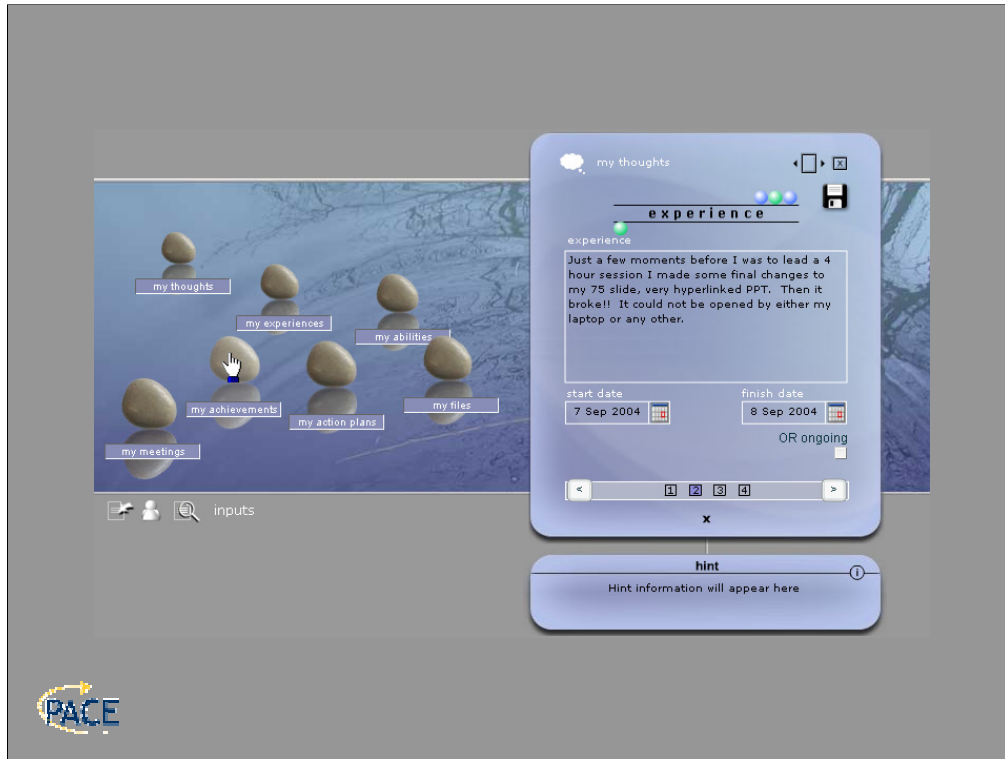 my thoughts
my experiences
my abilities
my achievements
my action plans
my files
my meetings
inputs
my thoughts
x
experience
experience
Just a few moments before I was to lead a 4
hour session I made some final changes to
my 75 slide, very hyperlinked PPT.  Then it
broke!!  It could not be opened by either my
laptop or any other.
start date
finish date
7 Sep 2004
8 Sep 2004
OR ongoing
< 1 2 3 4 >
x
hint
i
Hint information will appear here
PACE